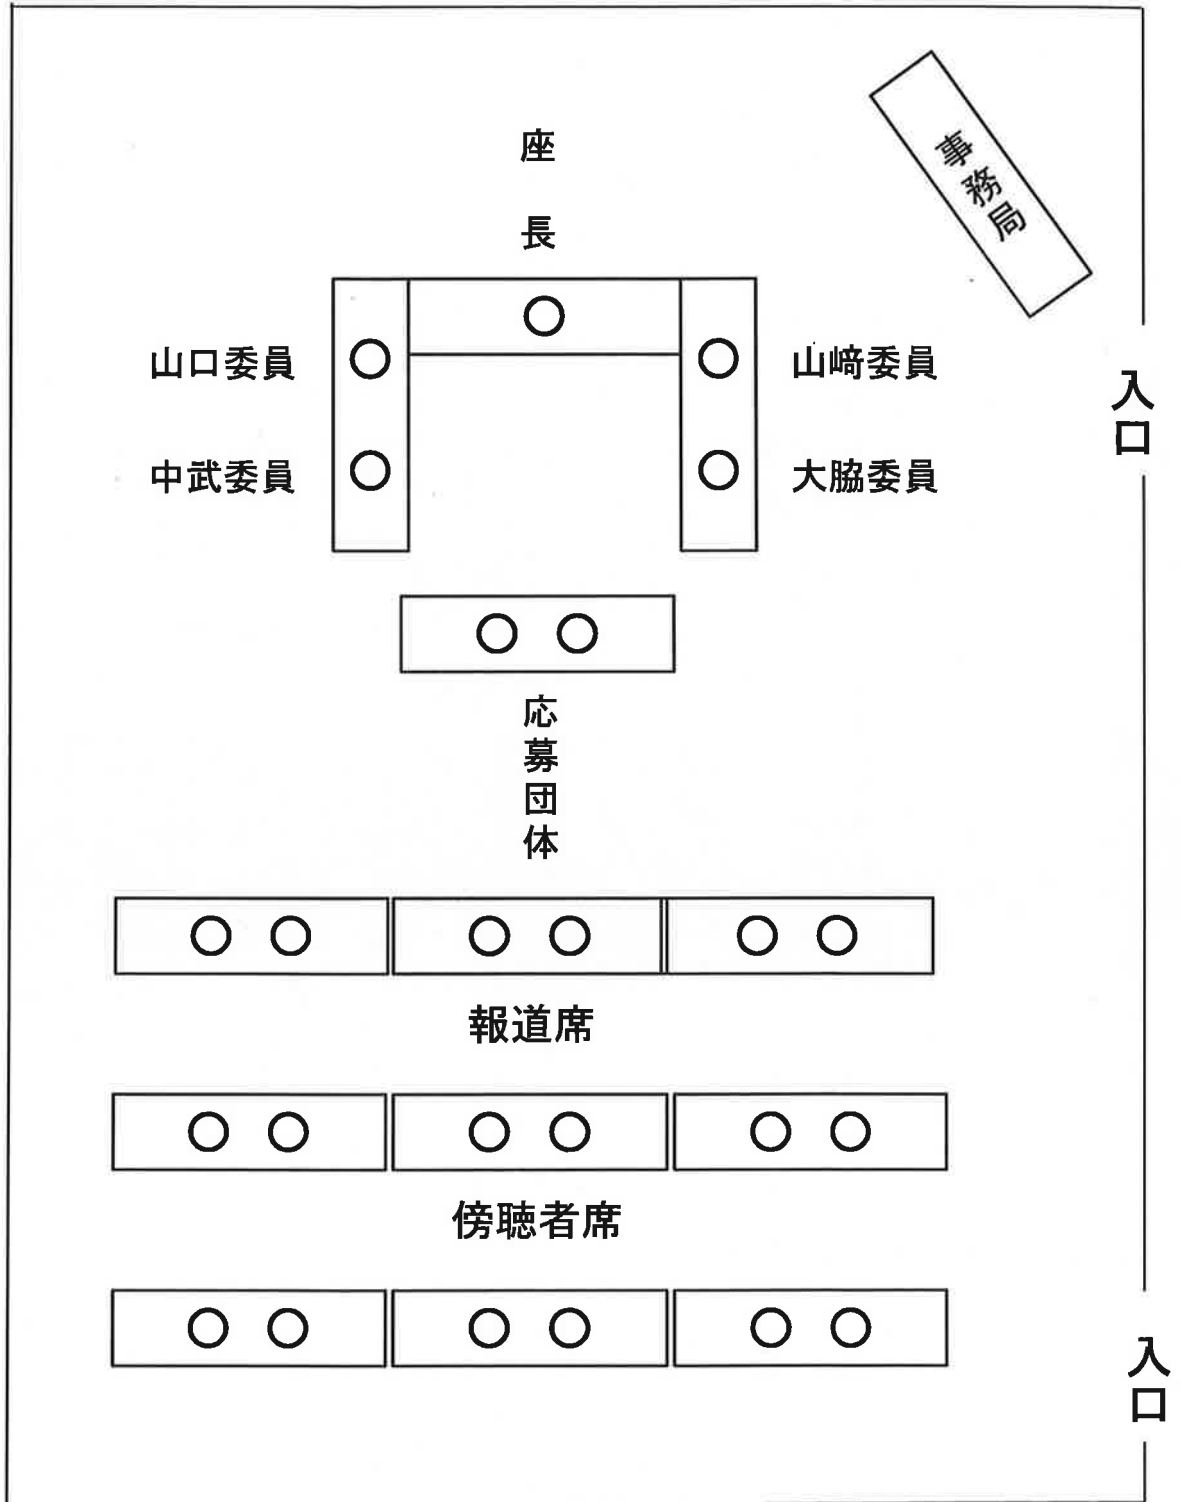 座長
事務局
山口委員
山﨑委員
入口
中武委員
大脇委員
応募団体
報道席
傍聴者席
入口